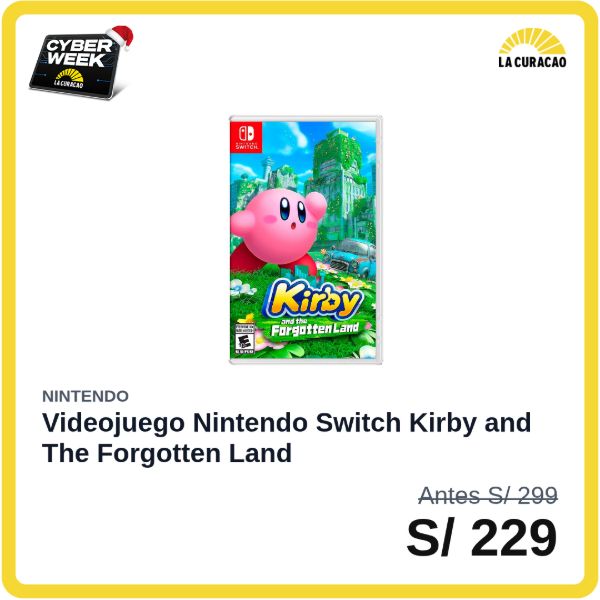 CYBER
WEEK
LA CURACAO
LA CURACAO
NINTENDO
SWITCH
Kirby
and the
Forgotten Land
E
NINTENDO
Videojuego Nintendo Switch Kirby and
The Forgotten Land
Antes S/ 299
S/ 229